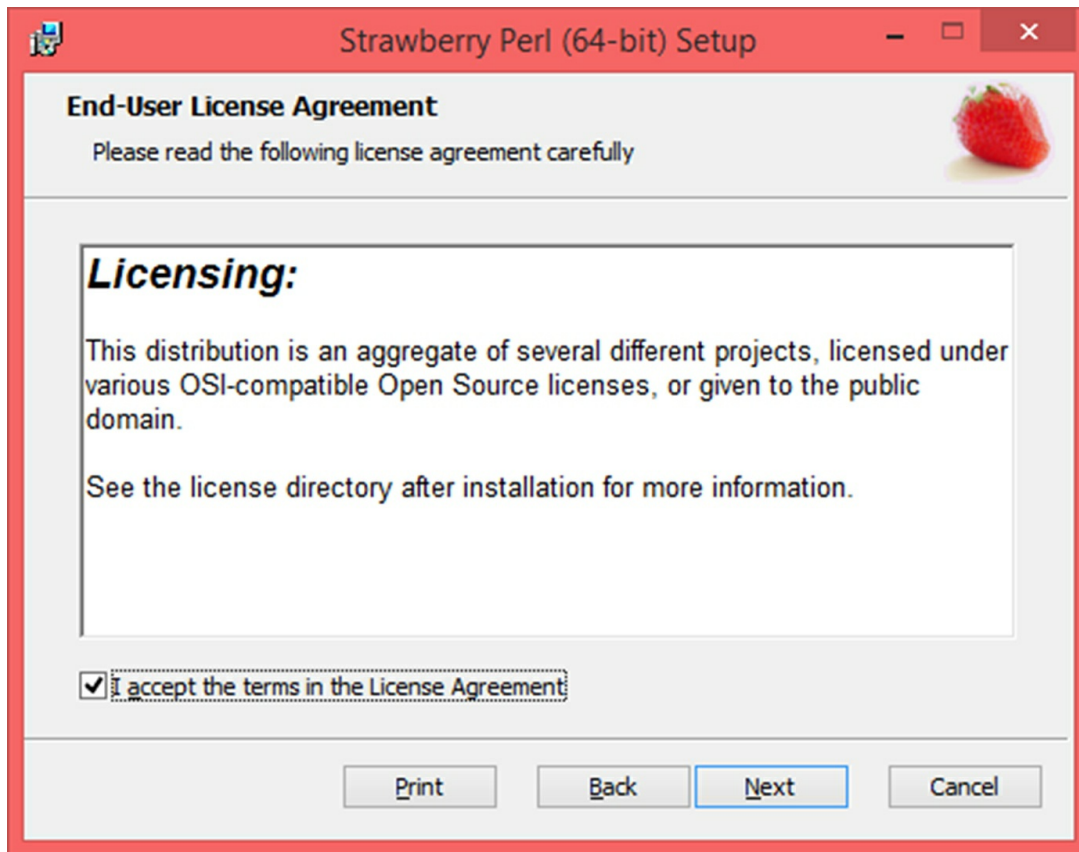 Strawberry Perl (64-bit) Setup
End-User License Agreement
Please read the following license agreement carefully
Licensing:
This distribution is an aggregate of several different projects, licensed under
various OSI-compatible Open Source licenses, or given to the public
domain.
See the license directory after installation for more information.
I accept the terms in the License Agreement
Print Back Next Cancel